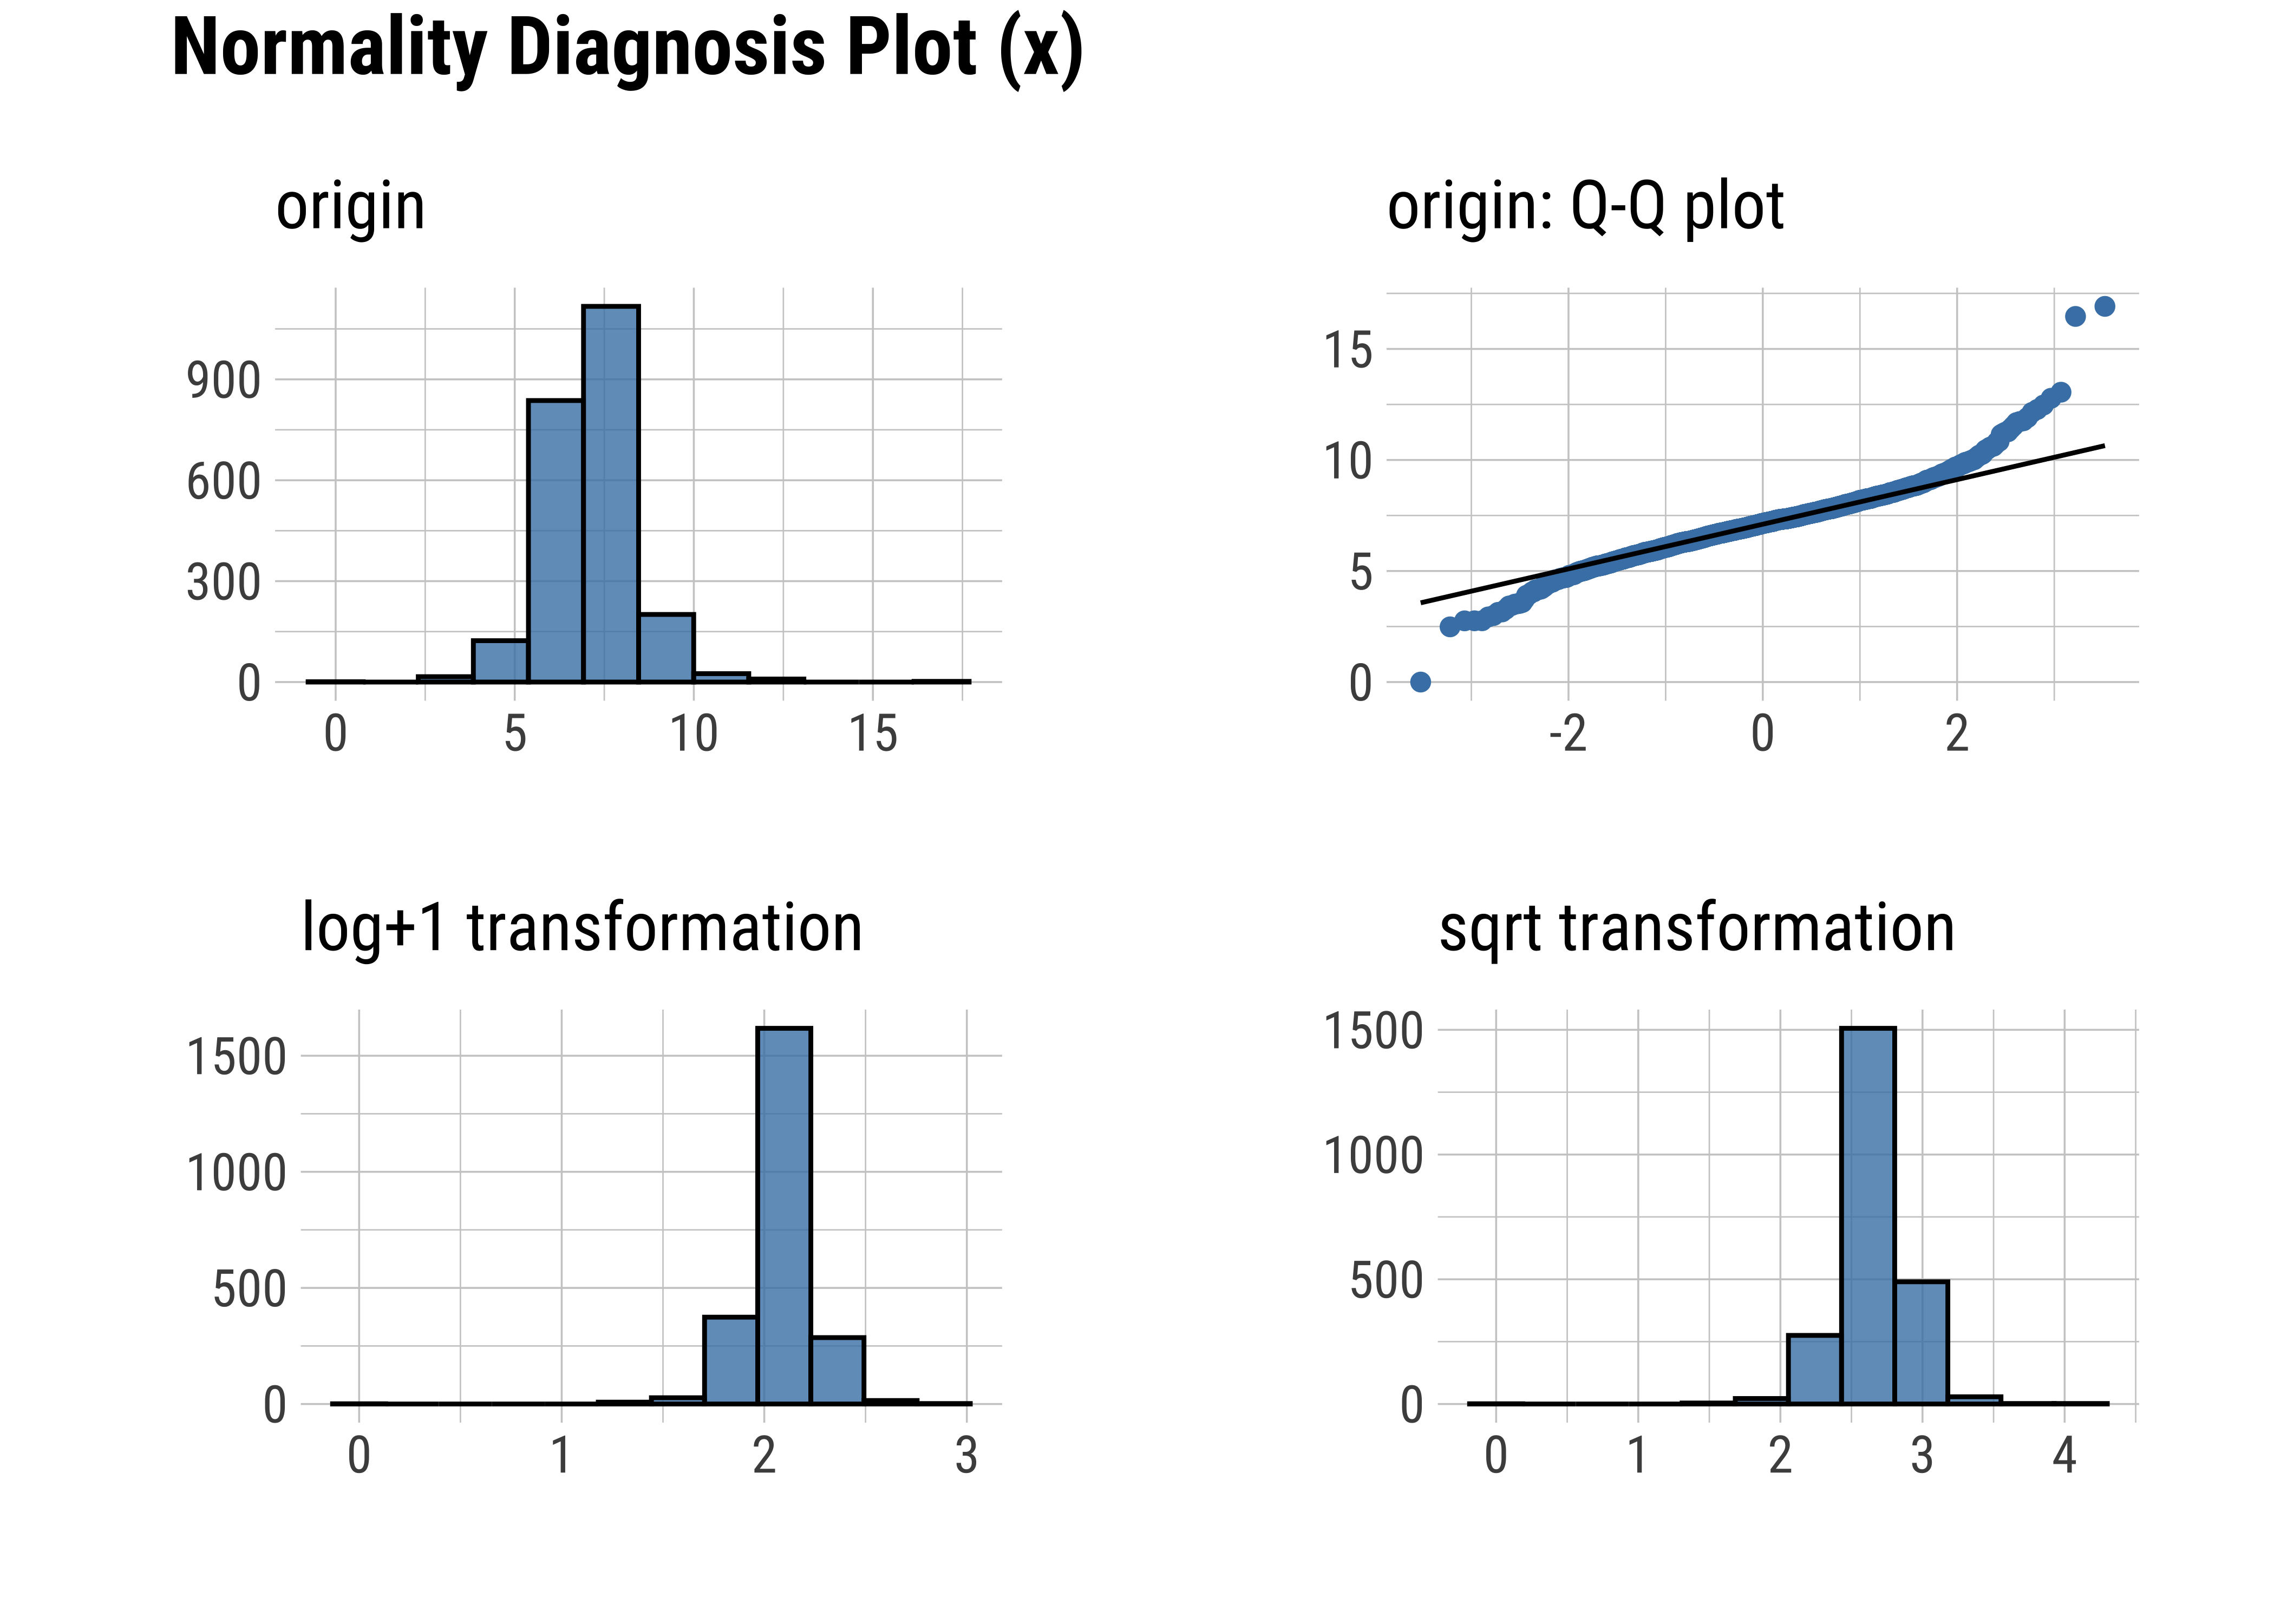 Normality Diagnosis Plot (x)
origin
900
600
300
0
0 5 10 15
origin: Q-Q plot
15
10
5
0
-2 0 2
log+1 transformation
1500
1000
500
0
0 1 2 3
sqrt transformation
1500
1000
500
0
0 1 2 3 4